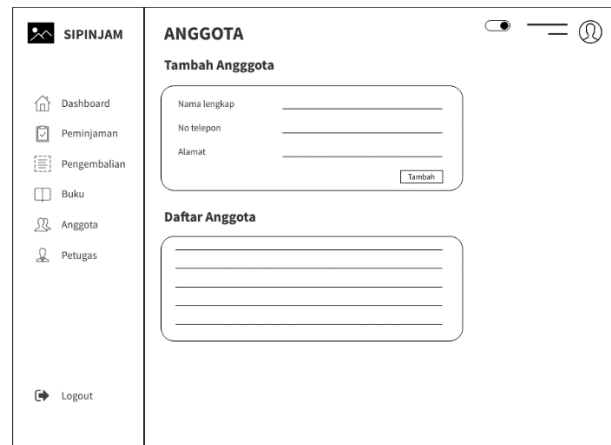 SIPINJAM
Dashboard
Peminjaman
Pengembalian
Buku
Anggota
Petugas
Logout
ANGGOTA
Tambah Angggota
Nama lengkap
No telepon
Alamat
Tambah
Daftar Anggota